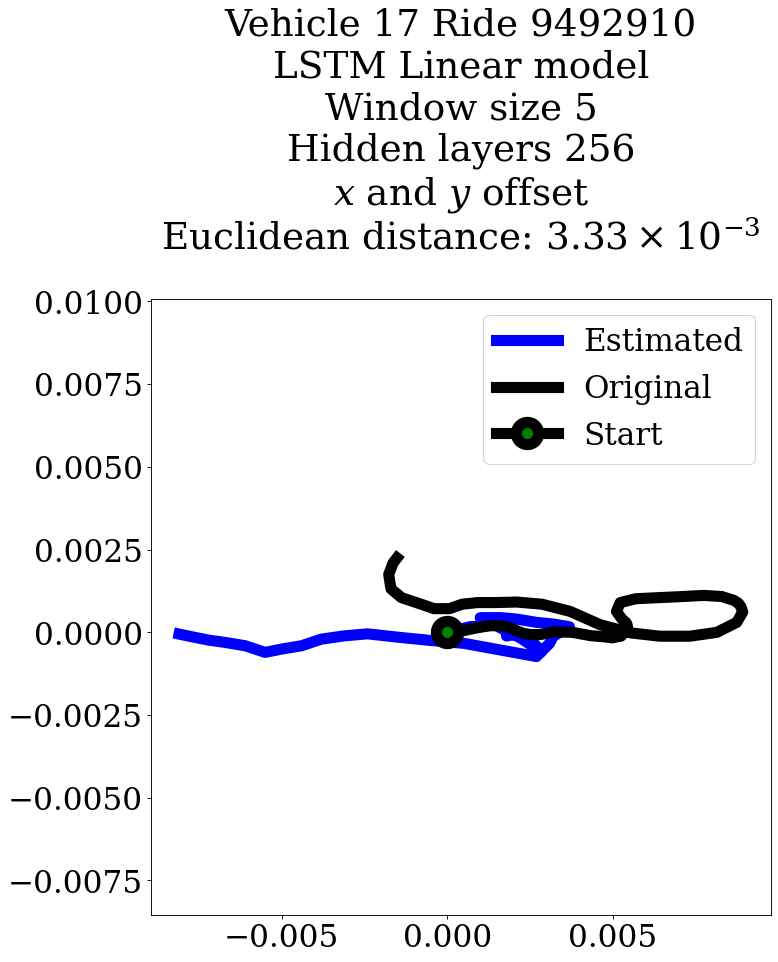 Vehicle 17 Ride 9492910
LSTM Linear model
Window size 5
Hidden layers 256
x and y offset
Euclidean distance: 3.33 × 10⁻³
Estimated
Original
Start
0.0100
0.0075
0.0050
0.0025
0.0000
−0.0025
−0.0050
−0.0075
−0.005
0.000
0.005